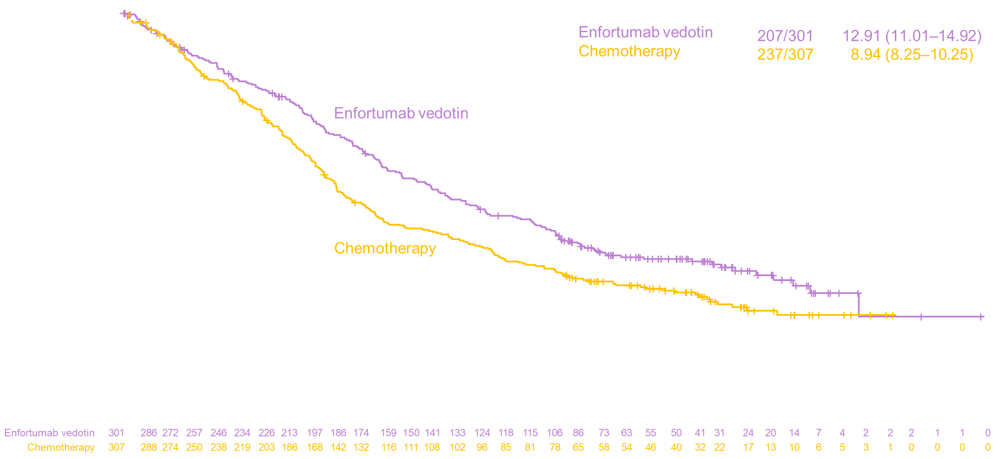 Enfortumab vedotin 207/301 12.91 (11.01–14.92)
Chemotherapy 237/307 8.94 (8.25–10.25)
Enfortumab vedotin
Chemotherapy
Enfortumab vedotin 301 286 272 257 246 234 226 213 197 186 174 159 150 141 133 124 118 115 106 86 73 63 55 50 41 31 24 20 14 7 4 2 2 2 1 1 0
Chemotherapy 307 288 274 250 238 219 203 186 168 142 132 116 111 108 102 96 85 81 78 65 58 54 46 40 32 22 17 13 10 6 5 3 1 0 0 0 0